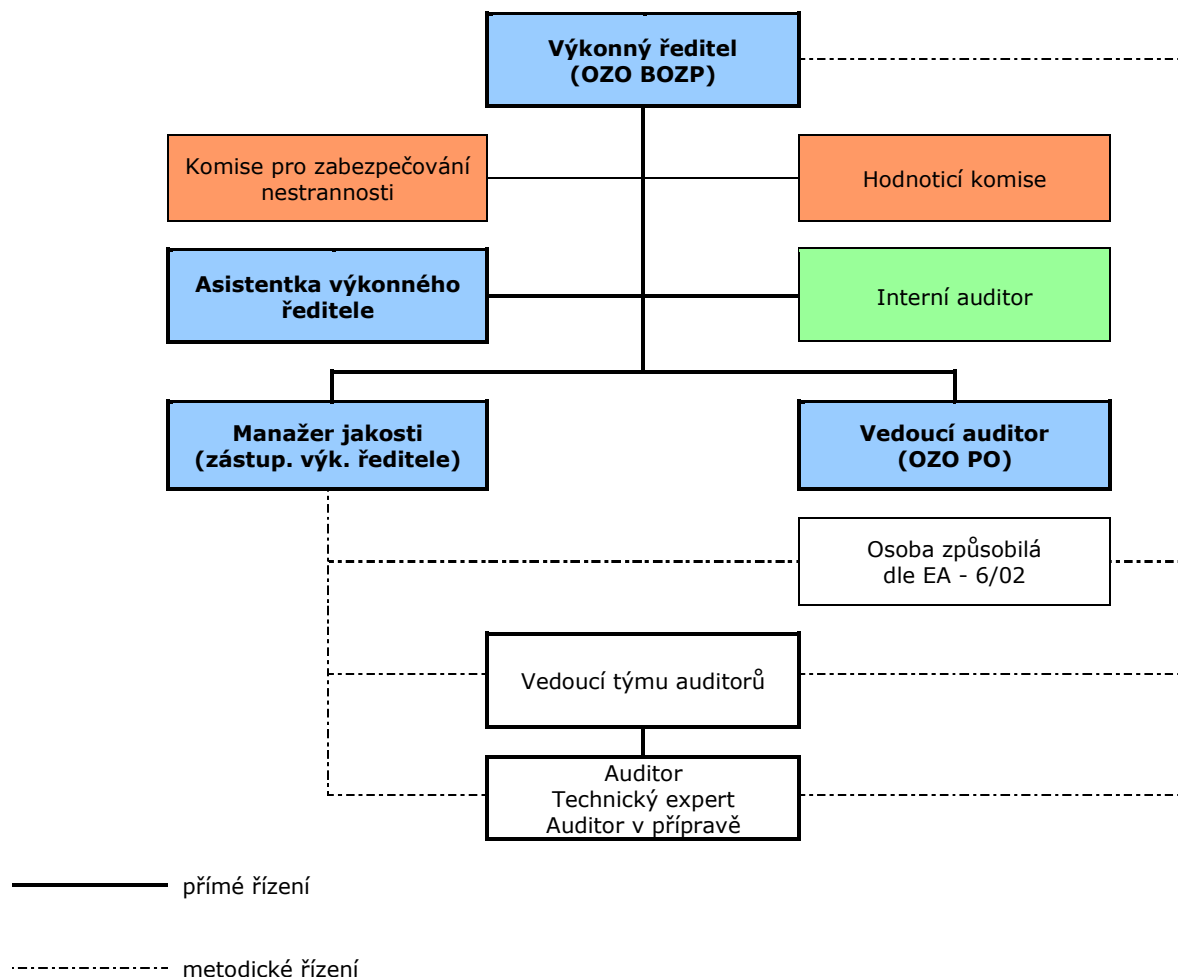 Výkonný ředitel
(OZO BOZP)
Komise pro zabezpečování
nestrannosti
Hodnoticí komise
Asistentka výkonného
ředitele
Interní auditor
Manažer jakosti
(zástup. výk. ředitele)
Vedoucí auditor
(OZO PO)
Osoba způsobilá
dle EA - 6/02
Vedoucí týmu auditorů
Auditor
Technický expert
Auditor v přípravě
přímé řízení
metodické řízení